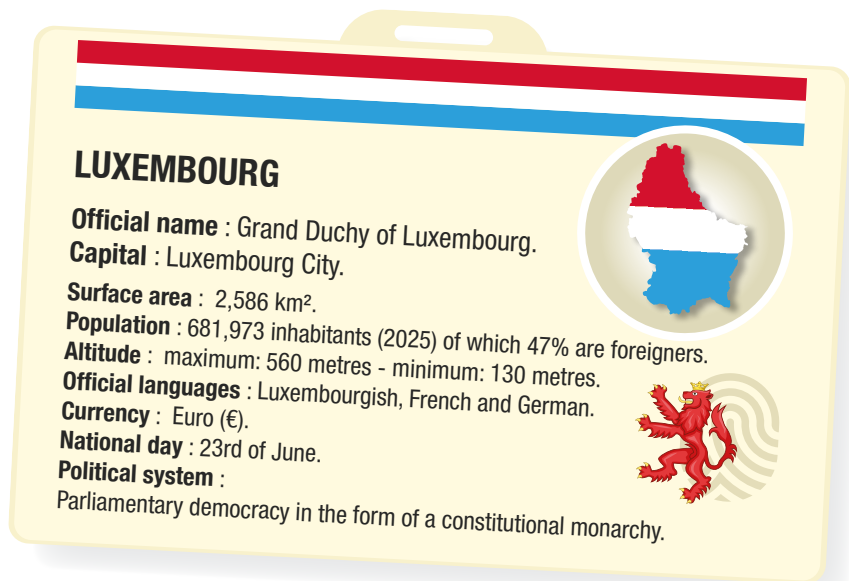 LUXEMBOURG
Official name : Grand Duchy of Luxembourg.
Capital : Luxembourg City.
Surface area : 2,586 km².
Population : 681,973 inhabitants (2025) of which 47% are foreigners.
Altitude : maximum: 560 metres - minimum: 130 metres.
Official languages : Luxembourgish, French and German.
Currency : Euro (€).
National day : 23rd of June.
Political system :
Parliamentary democracy in the form of a constitutional monarchy.